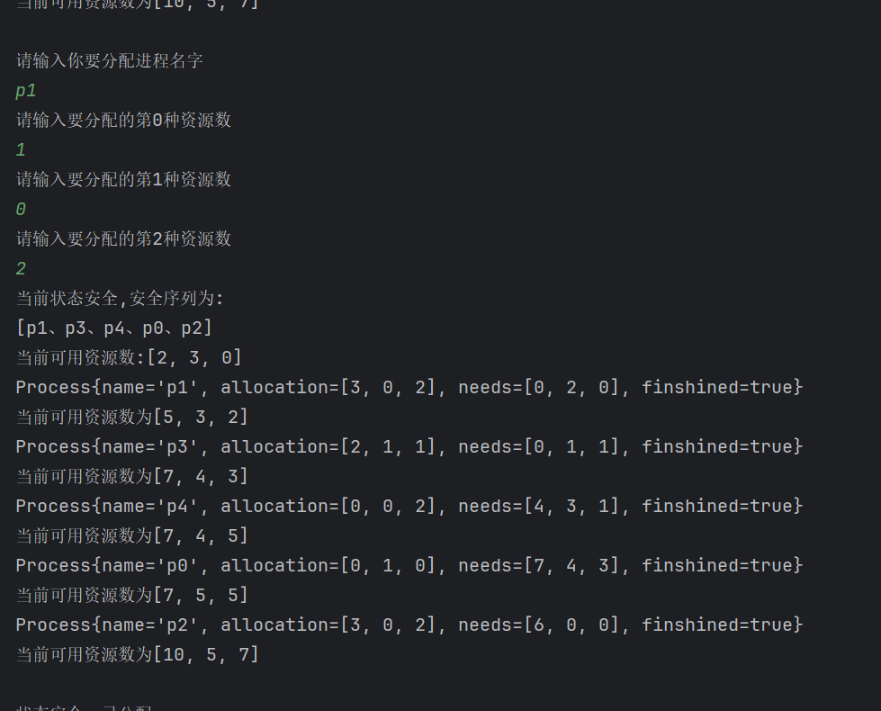 当前可用资源数为[10, 5, 7]
请输入你要分配进程名字
p1
请输入要分配的第0种资源数
1
请输入要分配的第1种资源数
0
请输入要分配的第2种资源数
2
当前状态安全,安全序列为:
[p1、p3、p4、p0、p2]
当前可用资源数:[2, 3, 0]
Process{name='p1', allocation=[3, 0, 2], needs=[0, 2, 0], finshined=true}
当前可用资源数为[5, 3, 2]
Process{name='p3', allocation=[2, 1, 1], needs=[0, 1, 1], finshined=true}
当前可用资源数为[7, 4, 3]
Process{name='p4', allocation=[0, 0, 2], needs=[4, 3, 1], finshined=true}
当前可用资源数为[7, 4, 5]
Process{name='p0', allocation=[0, 1, 0], needs=[7, 4, 3], finshined=true}
当前可用资源数为[7, 5, 5]
Process{name='p2', allocation=[3, 0, 2], needs=[6, 0, 0], finshined=true}
当前可用资源数为[10, 5, 7]